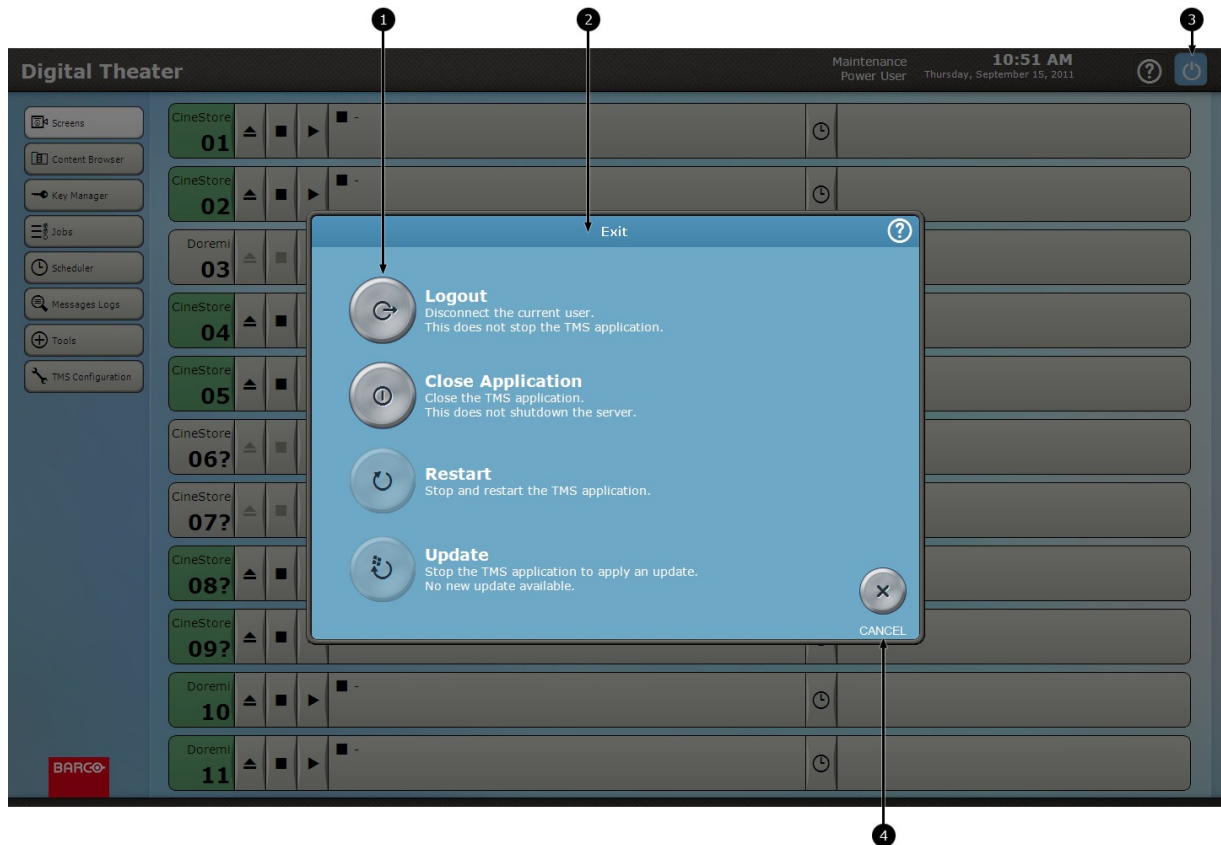 1
2
3
Digital Theater
Maintenance
Power User
10:51 AM
Thursday, September 15, 2011
?
Screens
Content Browser
Key Manager
Jobs
Scheduler
Messages Logs
Tools
TMS Configuration
CineStore
01
-
CineStore
02
-
Doremi
03
CineStore
04
CineStore
05
CineStore
06?
CineStore
07?
CineStore
08?
CineStore
09?
Doremi
10
-
Doremi
11
-
Exit
?
Logout
Disconnect the current user.
This does not stop the TMS application.
Close Application
Close the TMS application.
This does not shutdown the server.
Restart
Stop and restart the TMS application.
Update
Stop the TMS application to apply an update.
No new update available.
CANCEL
BARCO
4